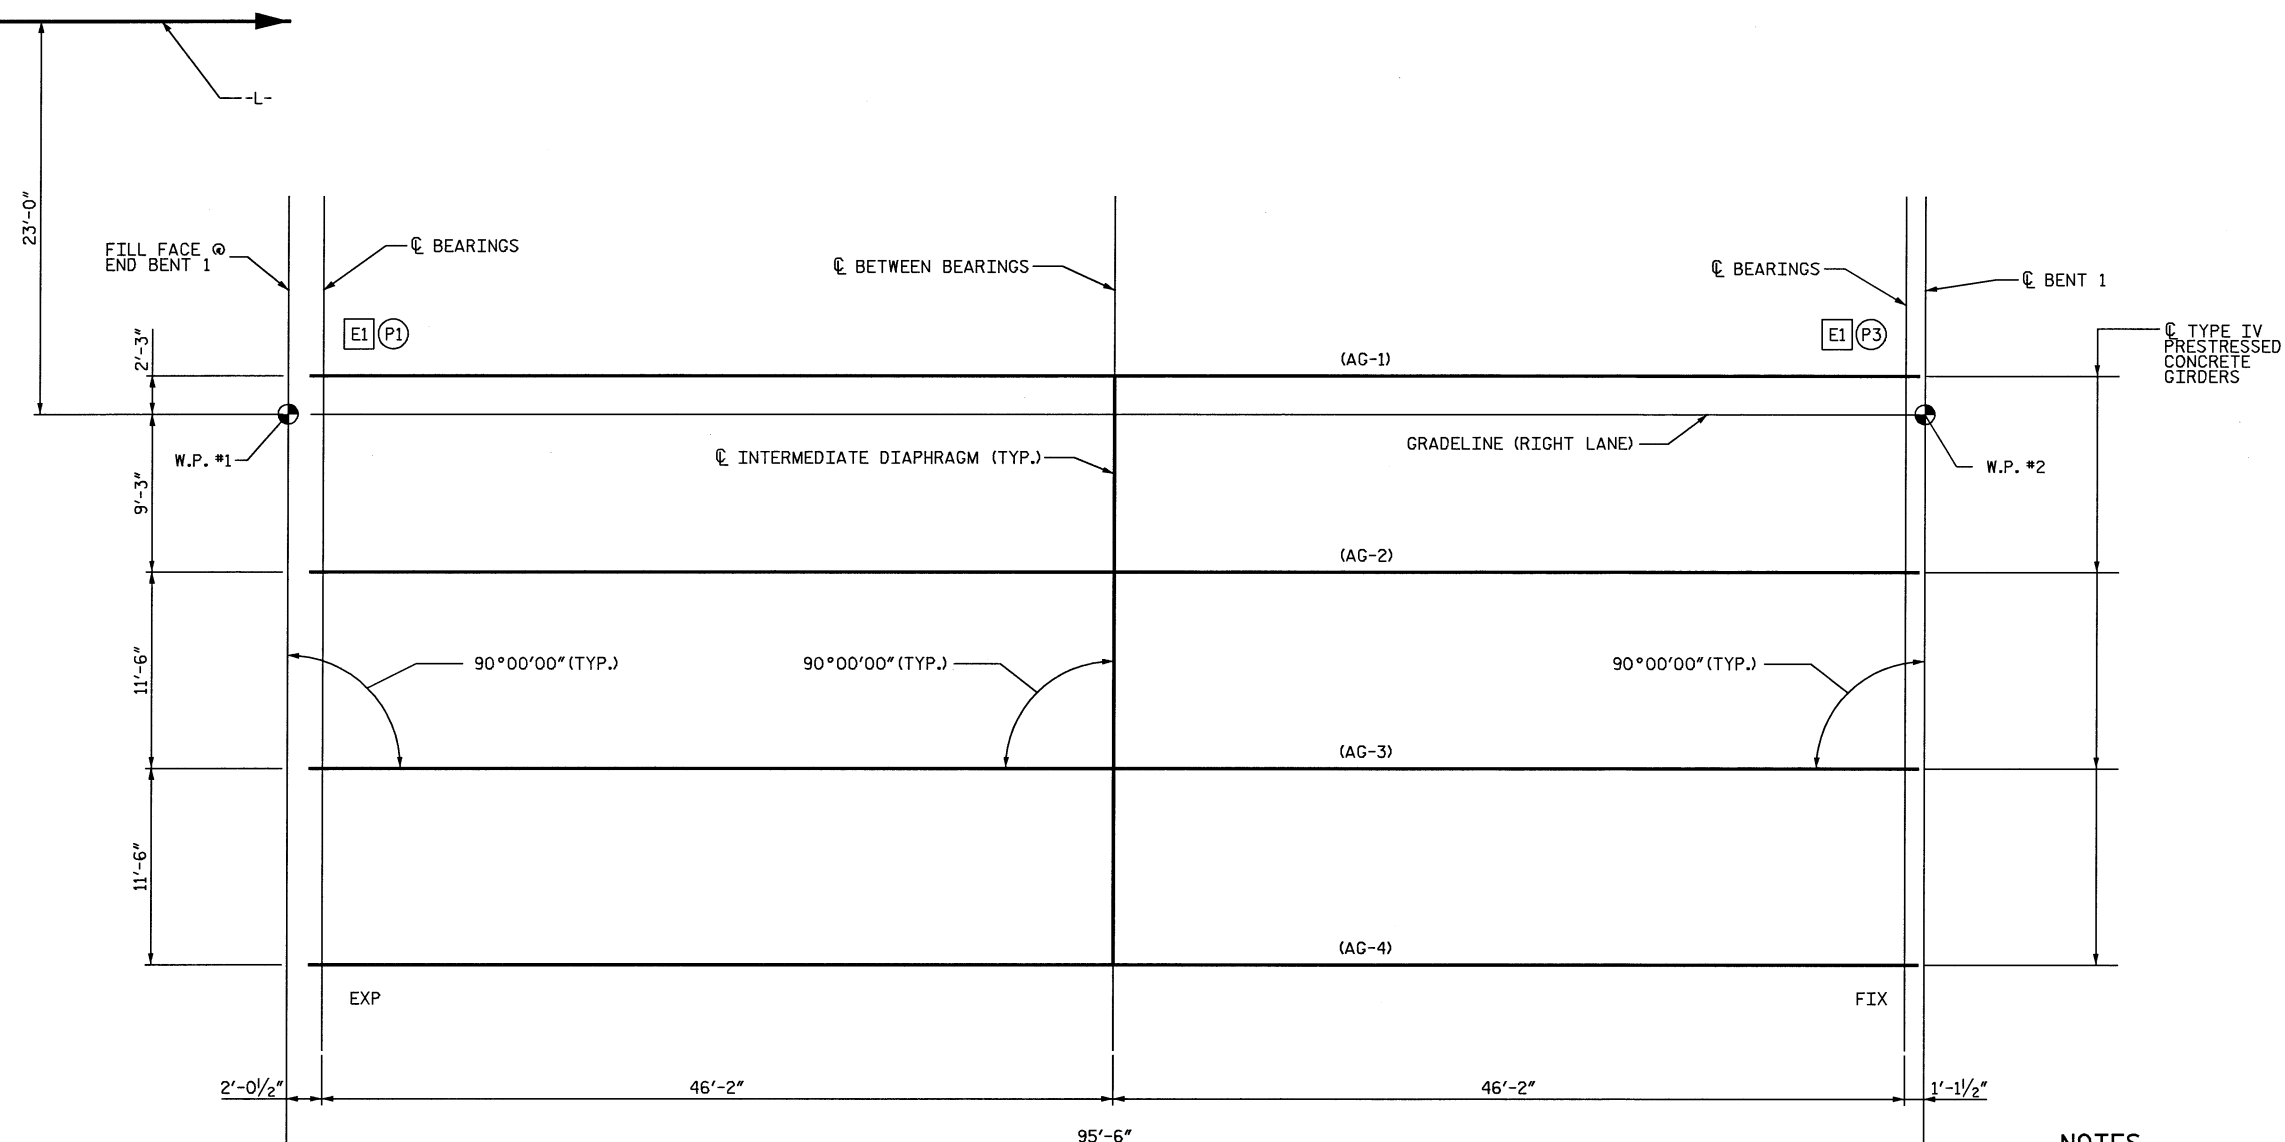 -L-
23'-0"
FILL FACE @
END BENT 1
℄ BEARINGS
℄ BETWEEN BEARINGS
℄ BEARINGS
℄ BENT 1
E1 P1
E1 P3
2'-3"
(AG-1)
℄ TYPE IV
PRESTRESSED
CONCRETE
GIRDERS
W.P. #1
℄ INTERMEDIATE DIAPHRAGM (TYP.)
GRADELINE (RIGHT LANE)
W.P. #2
9'-3"
(AG-2)
11'-6"
90°00'00"(TYP.)
90°00'00"(TYP.)
90°00'00"(TYP.)
(AG-3)
11'-6"
(AG-4)
EXP
FIX
2'-0½"
46'-2"
46'-2"
1'-1½"
95'-6"
NOTES